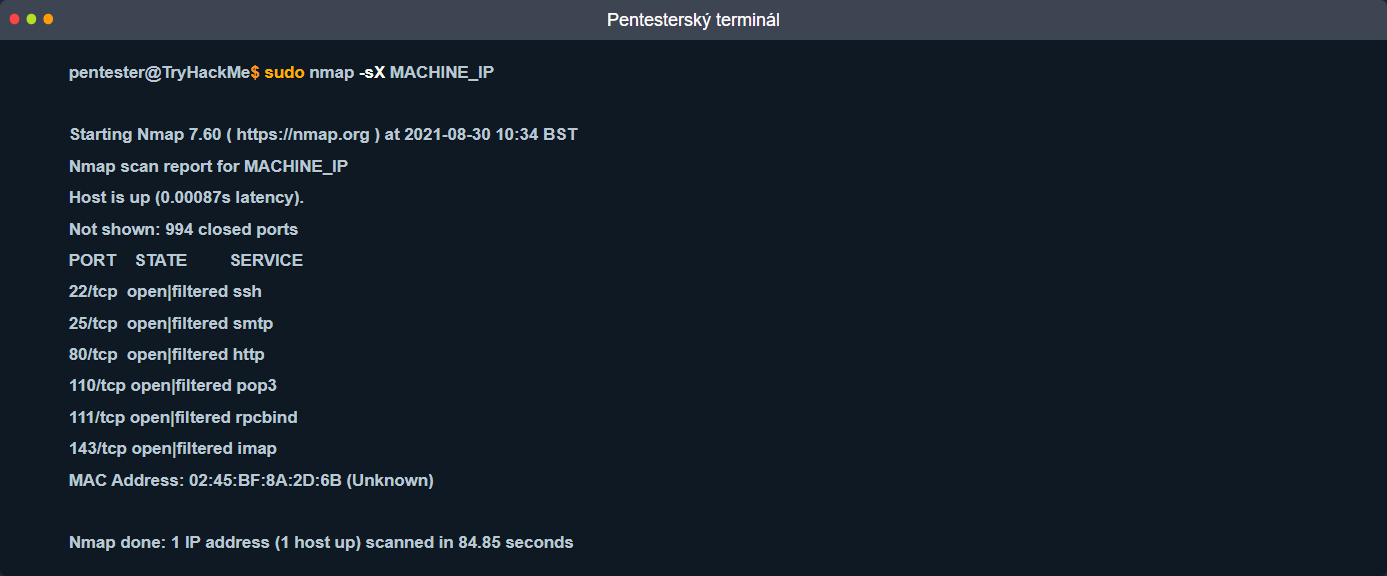 Pentesterský terminál
pentester@TryHackMe$ sudo nmap -sX MACHINE_IP
Starting Nmap 7.60 ( https://nmap.org ) at 2021-08-30 10:34 BST
Nmap scan report for MACHINE_IP
Host is up (0.00087s latency).
Not shown: 994 closed ports
PORT    STATE         SERVICE
22/tcp  open|filtered ssh
25/tcp  open|filtered smtp
80/tcp  open|filtered http
110/tcp open|filtered pop3
111/tcp open|filtered rpcbind
143/tcp open|filtered imap
MAC Address: 02:45:BF:8A:2D:6B (Unknown)
Nmap done: 1 IP address (1 host up) scanned in 84.85 seconds